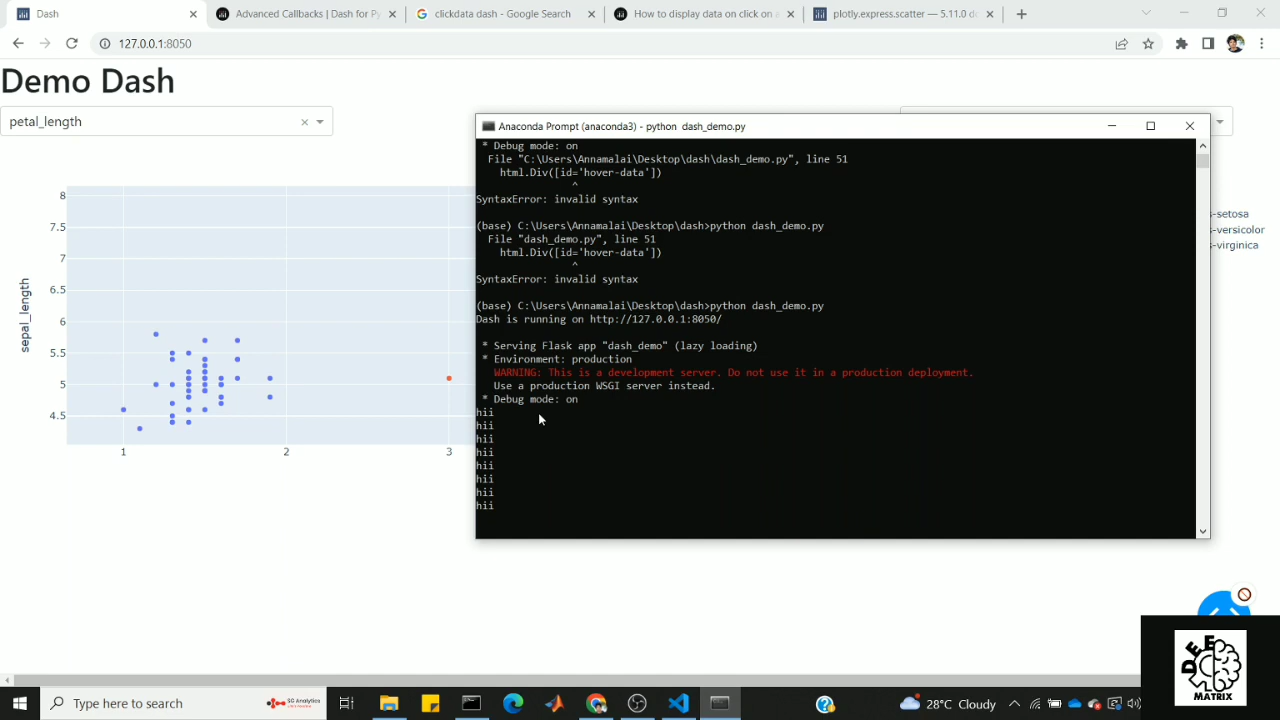 Dash
Advanced Callbacks | Dash for Py
clickdata dash - Google Search
How to display data on click on
plotly.express.scatter — 5.11.0 do
127.0.0.1:8050
Demo Dash
petal_length
Anaconda Prompt (anaconda3) - python dash_demo.py
* Debug mode: on
File "C:\Users\Annamalai\Desktop\dash\dash_demo.py", line 51
html.Div([id='hover-data'])
^
SyntaxError: invalid syntax
(base) C:\Users\Annamalai\Desktop\dash>python dash_demo.py
File "dash_demo.py", line 51
html.Div([id='hover-data'])
^
SyntaxError: invalid syntax
(base) C:\Users\Annamalai\Desktop\dash>python dash_demo.py
Dash is running on http://127.0.0.1:8050/
* Serving Flask app "dash_demo" (lazy loading)
* Environment: production
WARNING: This is a development server. Do not use it in a production deployment.
Use a production WSGI server instead.
* Debug mode: on
hii
hii
hii
hii
hii
hii
hii
hii
8
7.5
7
6.5
6
5.5
5
4.5
sepal_length
1
2
3
s-setosa
s-versicolor
s-virginica
DEE
MATRIX
Type here to search
SG Analytics
28°C Cloudy